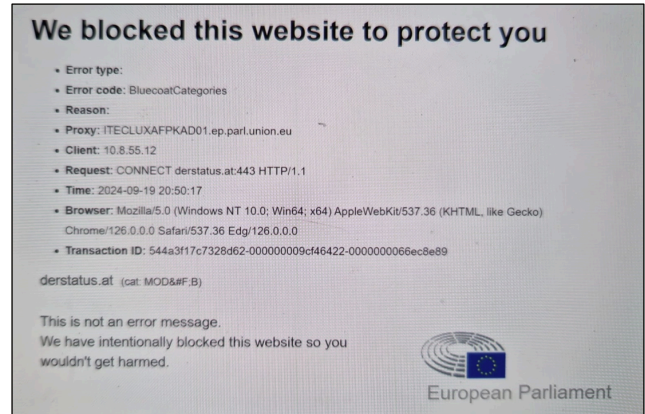 We blocked this website to protect you
• Error type:
• Error code: BluecoatCategories
• Reason:
• Proxy: ITECLUXAFPKAD01.ep.parl.union.eu
• Client: 10.8.55.12
• Request: CONNECT derstatus.at:443 HTTP/1.1
• Time: 2024-09-19 20:50:17
• Browser: Mozilla/5.0 (Windows NT 10.0; Win64; x64) AppleWebKit/537.36 (KHTML, like Gecko)
Chrome/126.0.0.0 Safari/537.36 Edg/126.0.0.0
• Transaction ID: 544a3f17c7328d62-000000009cf46422-0000000066ec8e89
derstatus.at (cat: MOD&#F,B)
This is not an error message.
We have intentionally blocked this website so you
wouldn't get harmed.
European Parliament